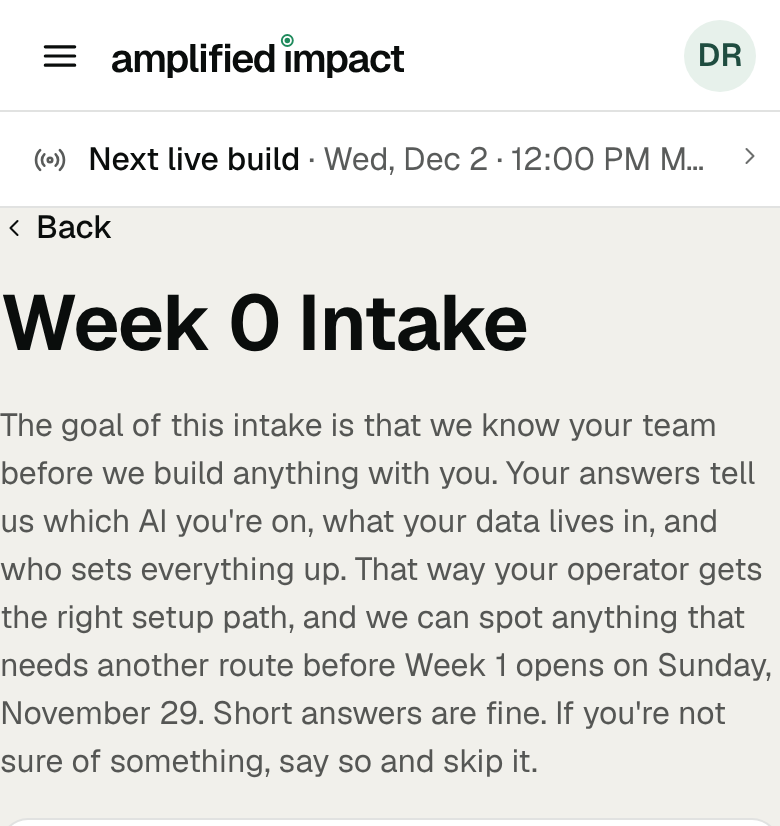 amplified impact
DR
Next live build · Wed, Dec 2 · 12:00 PM M...
Back
Week 0 Intake
The goal of this intake is that we know your team
before we build anything with you. Your answers tell
us which AI you're on, what your data lives in, and
who sets everything up. That way your operator gets
the right setup path, and we can spot anything that
needs another route before Week 1 opens on Sunday,
November 29. Short answers are fine. If you're not
sure of something, say so and skip it.